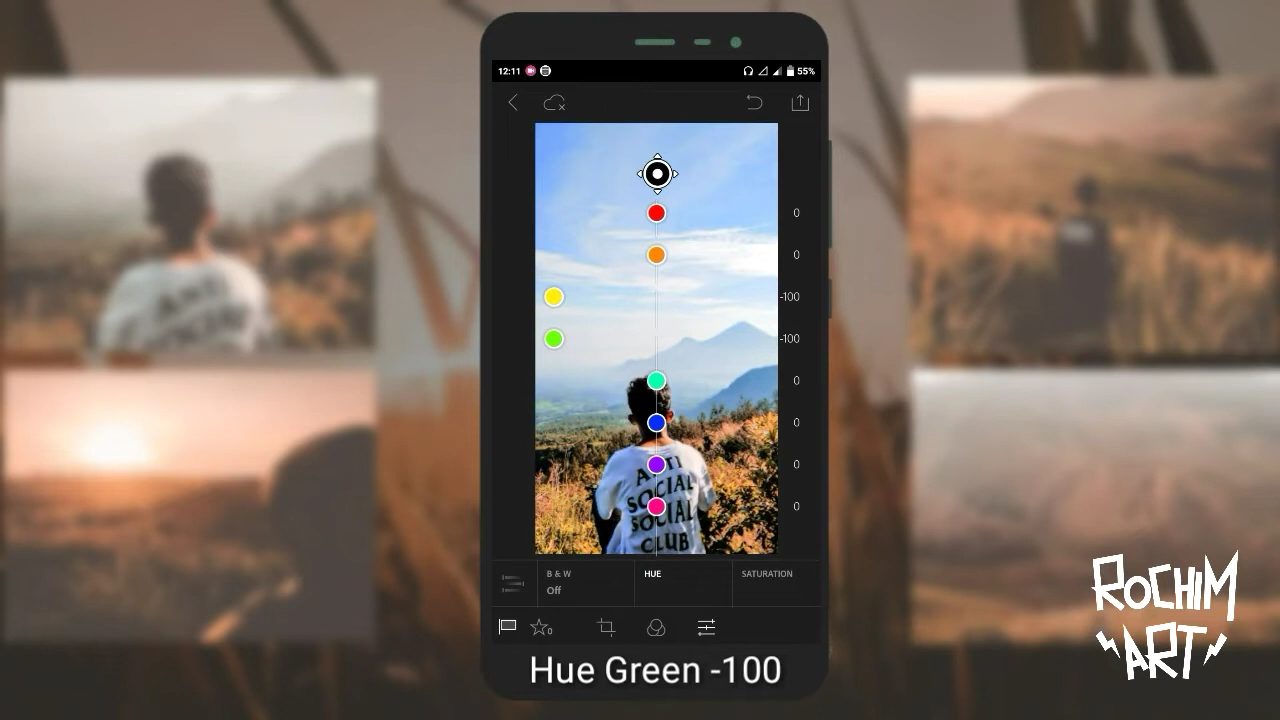 12:11
55%
0
0
-100
-100
0
0
0
0
ANTI
SOCIAL
SOCIAL
CLUB
B & W
Off
HUE
SATURATION
0
Hue Green -100
ROCHIM
ART